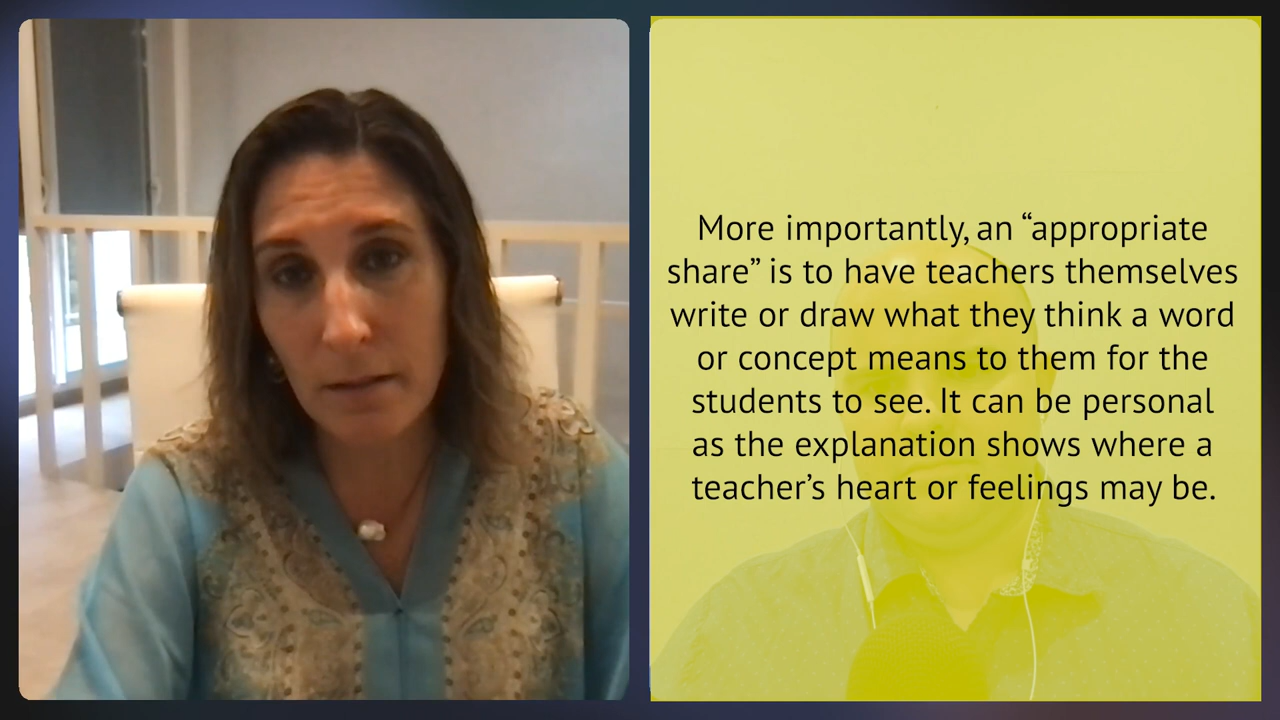 More importantly, an “appropriate
share” is to have teachers themselves
write or draw what they think a word
or concept means to them for the
students to see. It can be personal
as the explanation shows where a
teacher’s heart or feelings may be.